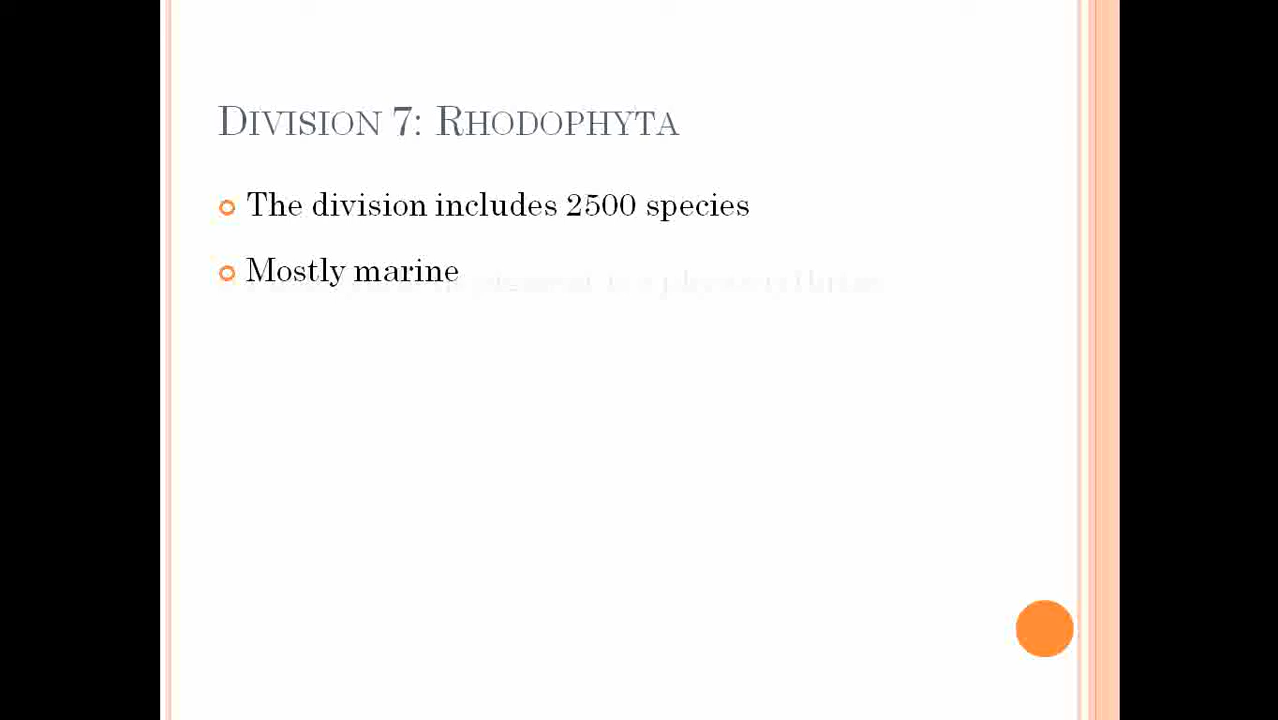 Division 7: Rhodophyta
The division includes 2500 species
Mostly marine